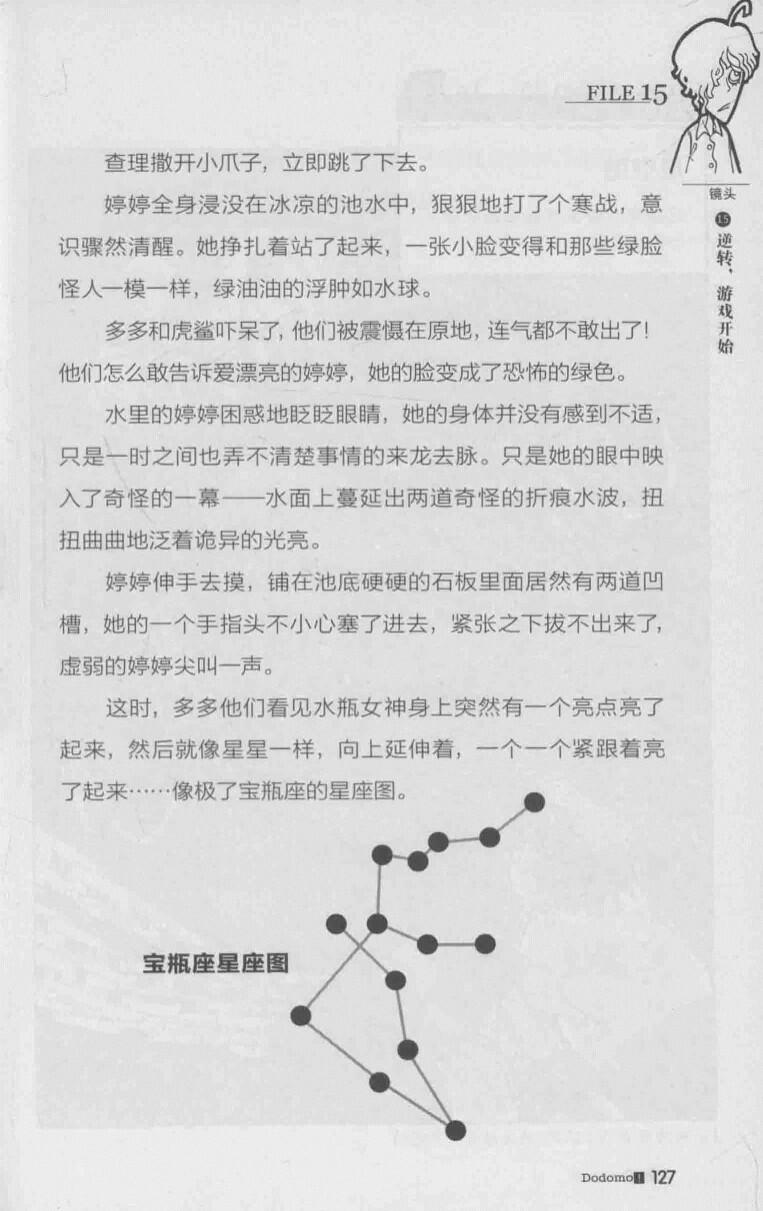 FILE 15
镜头
15 逆转，游戏开始
查理撒开小爪子，立即跳了下去。
婷婷全身浸没在冰凉的池水中，狠狠地打了个寒战，意
识骤然清醒。她挣扎着站了起来，一张小脸变得和那些绿脸
怪人一模一样，绿油油的浮肿如水球。
多多和虎鲨吓呆了，他们被震慑在原地，连气都不敢出了！
他们怎么敢告诉爱漂亮的婷婷，她的脸变成了恐怖的绿色。
水里的婷婷困惑地眨眨眼睛，她的身体并没有感到不适，
只是一时之间也弄不清楚事情的来龙去脉。只是她的眼中映
入了奇怪的一幕——水面上蔓延出两道奇怪的折痕水波，扭
扭曲曲地泛着诡异的光亮。
婷婷伸手去摸，铺在池底硬硬的石板里面居然有两道凹
槽，她的一个手指头不小心塞了进去，紧张之下拔不出来了，
虚弱的婷婷尖叫一声。
这时，多多他们看见水瓶女神身上突然有一个亮点亮了
起来，然后就像星星一样，向上延伸着，一个一个紧跟着亮
了起来……像极了宝瓶座的星座图。
宝瓶座星座图
Dodomo! 127